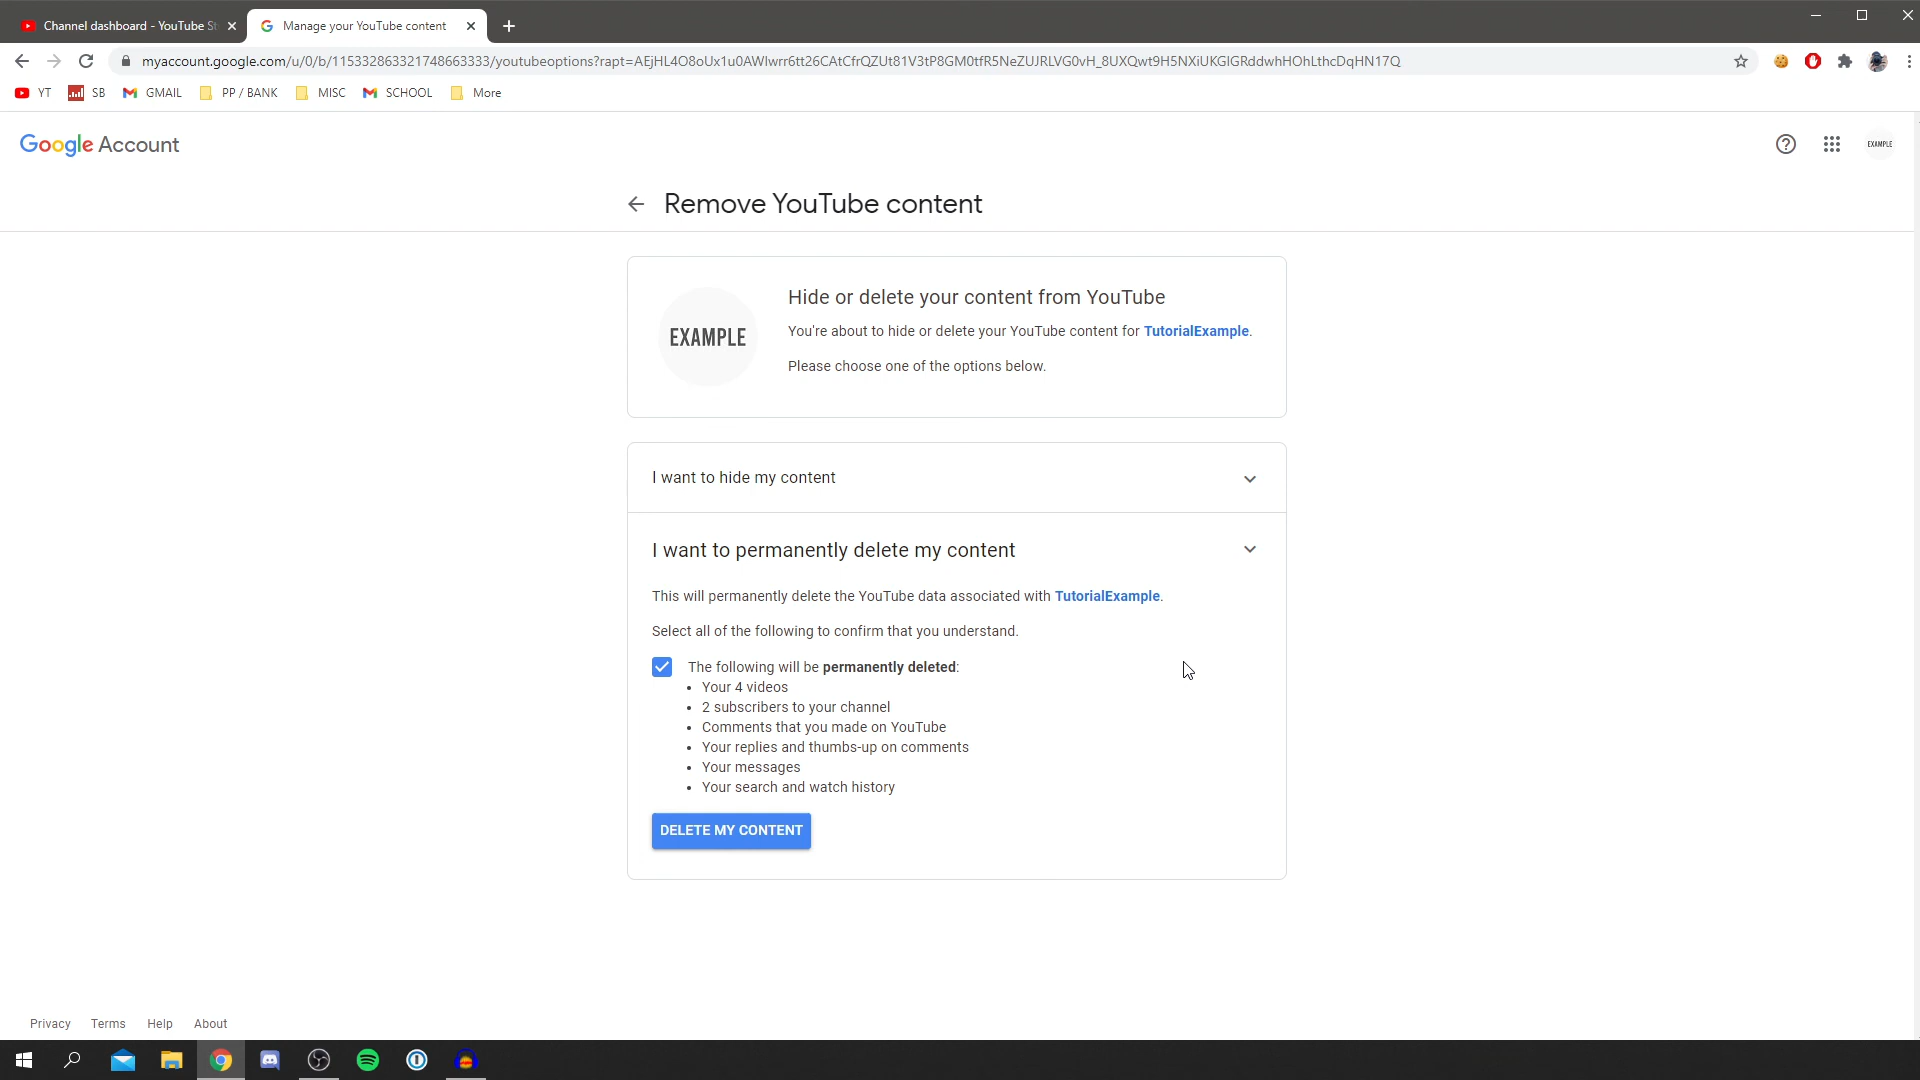 Channel dashboard - YouTube St
Manage your YouTube content
myaccount.google.com/u/0/b/115332863321748663333/youtubeoptions?rapt=AEjHL4O8oUx1u0AWIwrr6tt26CAtCfrQZUt81V3tP8GM0tfR5NeZUJRLVG0vH_8UXQwt9H5NXiUKGlGRddwhHOhLthcDqHN17Q
YT SB GMAIL PP / BANK MISC SCHOOL More
Google Account
EXAMPLE
Remove YouTube content
EXAMPLE
Hide or delete your content from YouTube
You're about to hide or delete your YouTube content for TutorialExample.
Please choose one of the options below.
I want to hide my content
I want to permanently delete my content
This will permanently delete the YouTube data associated with TutorialExample.
Select all of the following to confirm that you understand.
The following will be permanently deleted:
• Your 4 videos
• 2 subscribers to your channel
• Comments that you made on YouTube
• Your replies and thumbs-up on comments
• Your messages
• Your search and watch history
DELETE MY CONTENT
Privacy Terms Help About